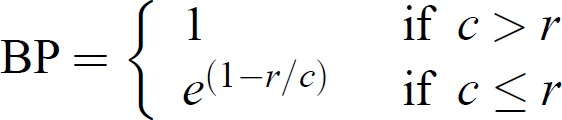 BP = { 1 if c > r
e^(1−r/c) if c ≤ r